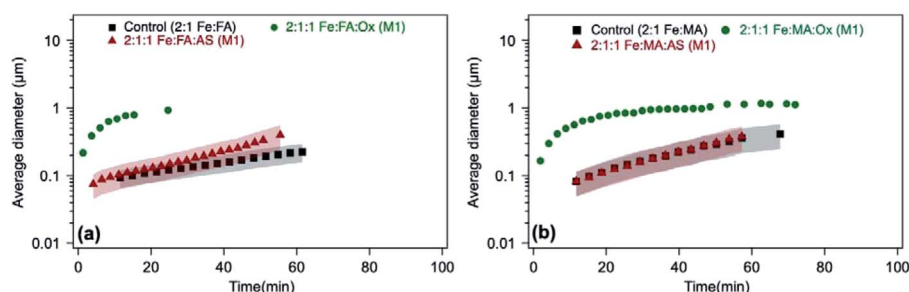 Control (2:1 Fe:FA)
2:1:1 Fe:FA:Ox (M1)
2:1:1 Fe:FA:AS (M1)
10
1
0.1
0.01
Average diameter (μm)
(a)
0
20
40
60
80
100
Time(min)
Control (2:1 Fe:MA)
2:1:1 Fe:MA:Ox (M1)
2:1:1 Fe:MA:AS (M1)
10
1
0.1
0.01
Average diameter (μm)
(b)
0
20
40
60
80
100
Time(min)